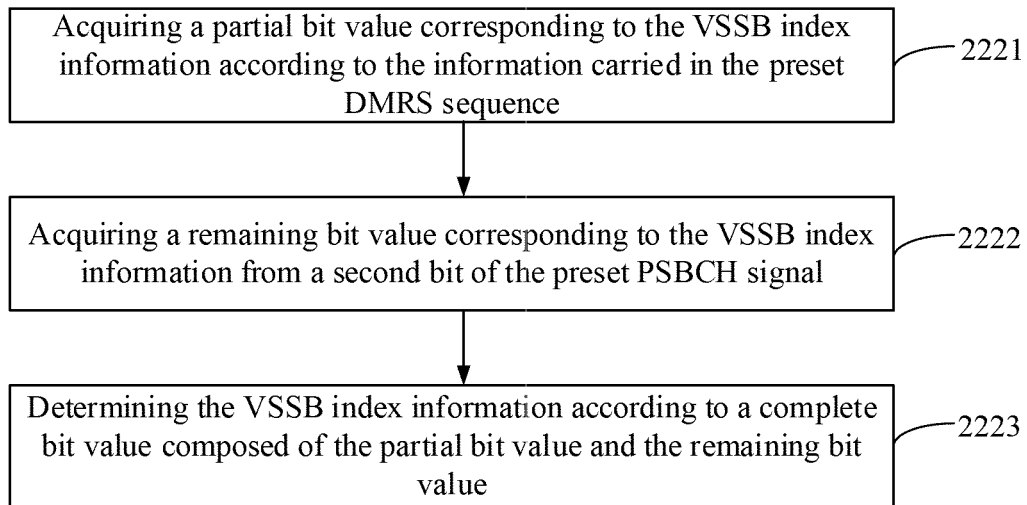 Acquiring a partial bit value corresponding to the VSSB index
information according to the information carried in the preset
DMRS sequence
2221
Acquiring a remaining bit value corresponding to the VSSB index
information from a second bit of the preset PSBCH signal
2222
Determining the VSSB index information according to a complete
bit value composed of the partial bit value and the remaining bit
value
2223